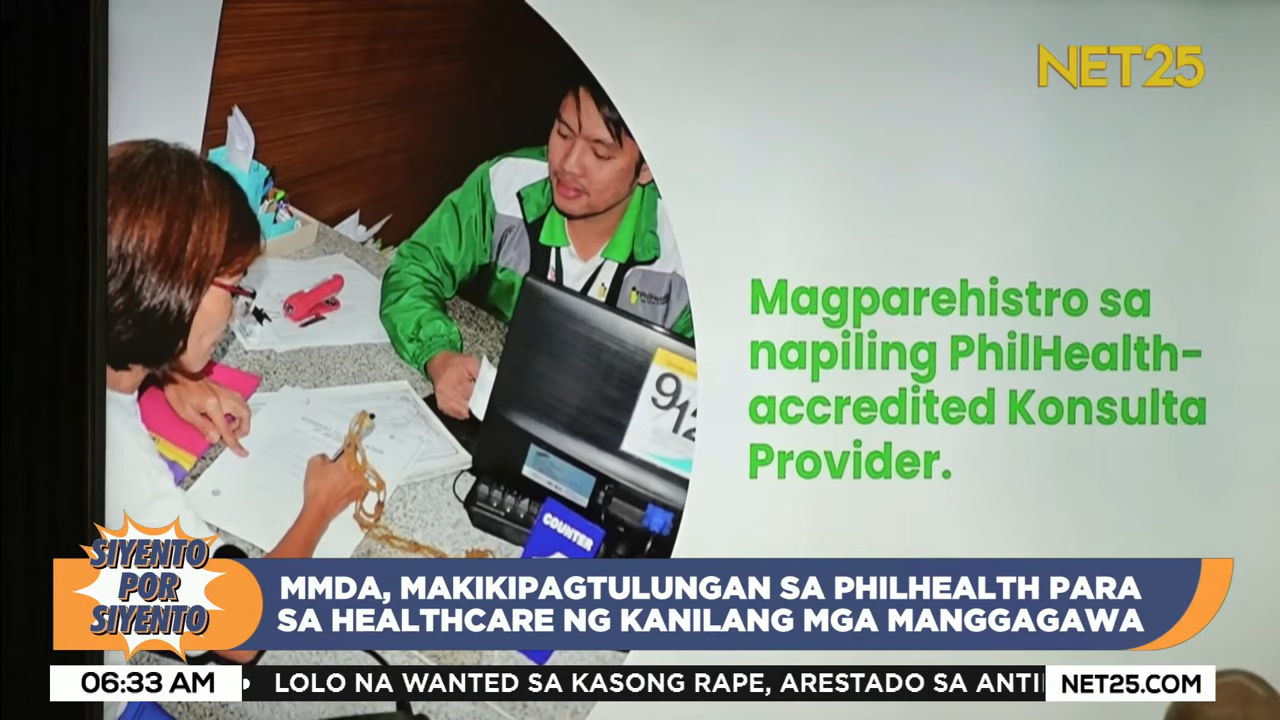 NET25
Magparehistro sa
napiling PhilHealth-
accredited Konsulta
Provider.
COUNTER
SIYENTO
POR
SIYENTO
MMDA, MAKIKIPAGTULUNGAN SA PHILHEALTH PARA
SA HEALTHCARE NG KANILANG MGA MANGGAGAWA
06:33 AM
LOLO NA WANTED SA KASONG RAPE, ARESTADO SA
NET25.COM